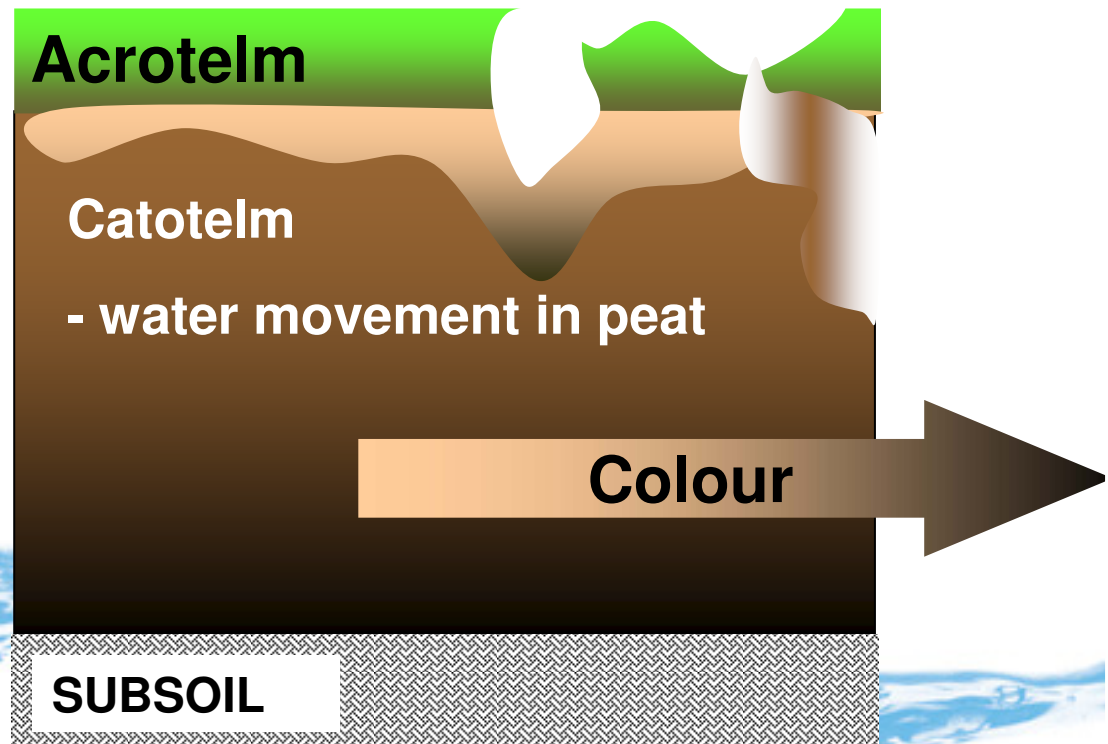 Acrotelm
Catotelm
- water movement in peat
Colour
SUBSOIL